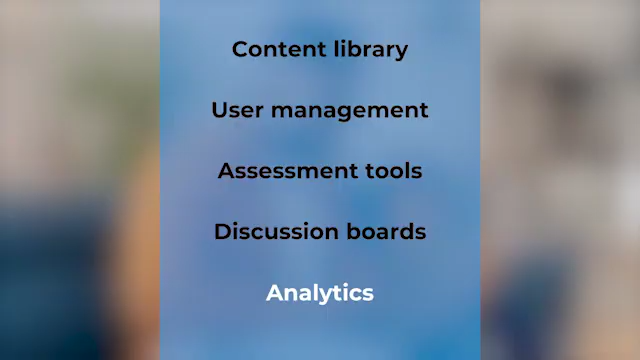 Content library
User management
Assessment tools
Discussion boards
Analytics